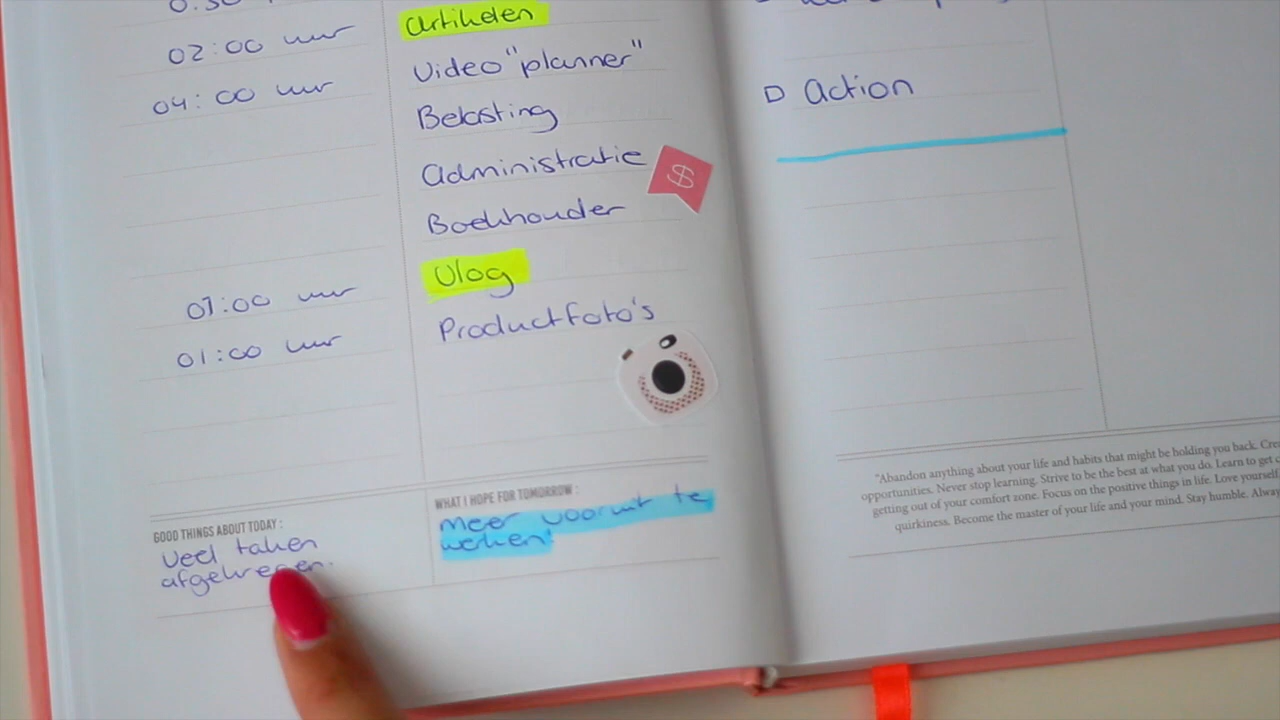 artikelen
02:00 uur
Video "planner"
04:00 uur
Belasting
Administratie
$
Boekhouder
Vlog
07:00 uur
Productfoto's
01:00 uur
GOOD THINGS ABOUT TODAY:
Veel taken
afgekregen.
WHAT I HOPE FOR TOMORROW:
Meer vooruit te
werken!
Action
"Abandon anything about your life and habits that might be holding you back.
opportunities. Never stop learning. Strive to be the best at what you do. Learn to get
getting out of your comfort zone. Focus on the positive things in life. Love yourself,
quirkiness. Become the master of your life and your mind. Stay humble.